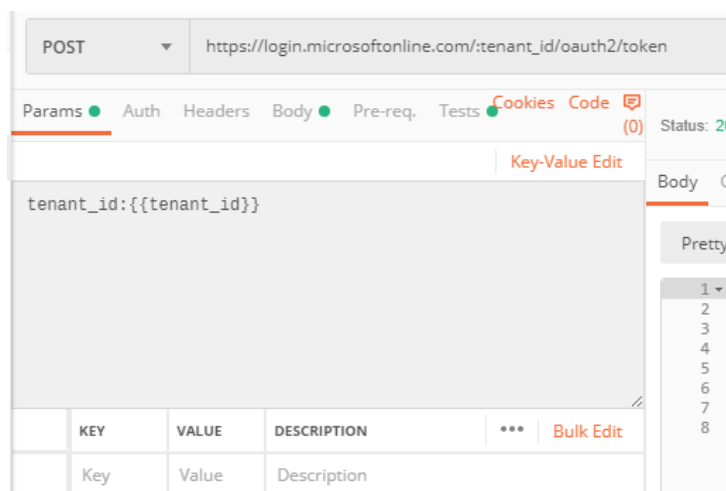 POST https://login.microsoftonline.com/:tenant_id/oauth2/token
Params Auth Headers Body Pre-req. Tests Cookies Code
(0)
Status:
Key-Value Edit
Body
tenant_id:{{tenant_id}}
Pretty
1
2
3
4
5
6
7
8
KEY VALUE DESCRIPTION ••• Bulk Edit
Key Value Description